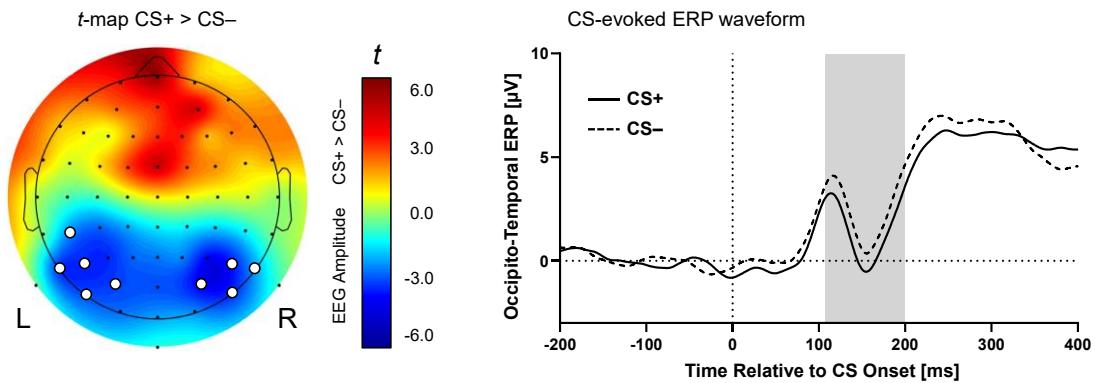 t-map CS+ > CS–
t
6.0
3.0
0.0
-3.0
-6.0
EEG Amplitude CS+ > CS–
L
R
CS-evoked ERP waveform
Occipito-Temporal ERP [µV]
10
5
0
CS+
CS–
-200
-100
0
100
200
300
400
Time Relative to CS Onset [ms]